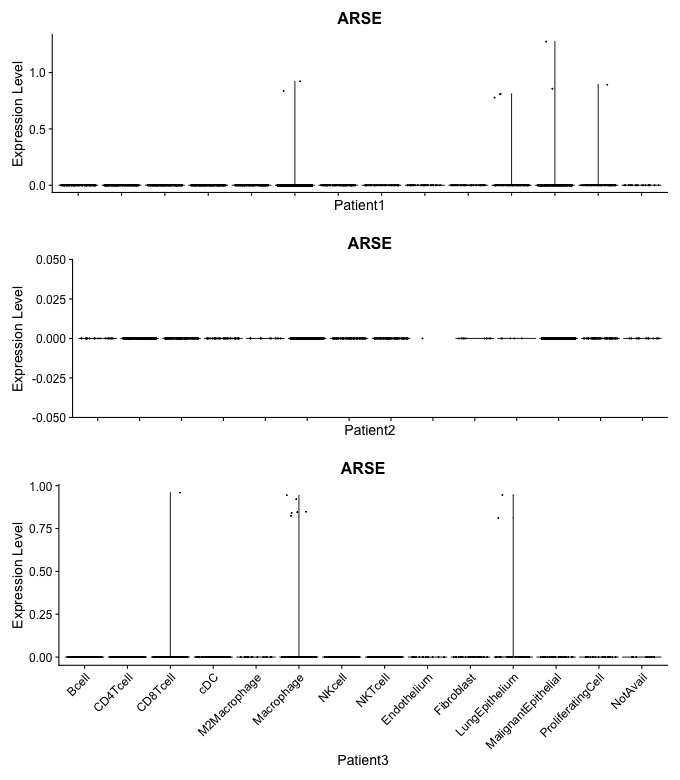 ARSE
Expression Level
1.0
0.5
0.0
Patient1
ARSE
Expression Level
0.050
0.025
0.000
-0.025
-0.050
Patient2
ARSE
Expression Level
1.00
0.75
0.50
0.25
0.00
Bcell
CD4Tcell
CD8Tcell
cDC
M2Macrophage
Macrophage
NKcell
NKTcell
Endothelium
Fibroblast
LungEpithelium
MalignantEpithelial
ProliferatingCell
NotAvail
Patient3